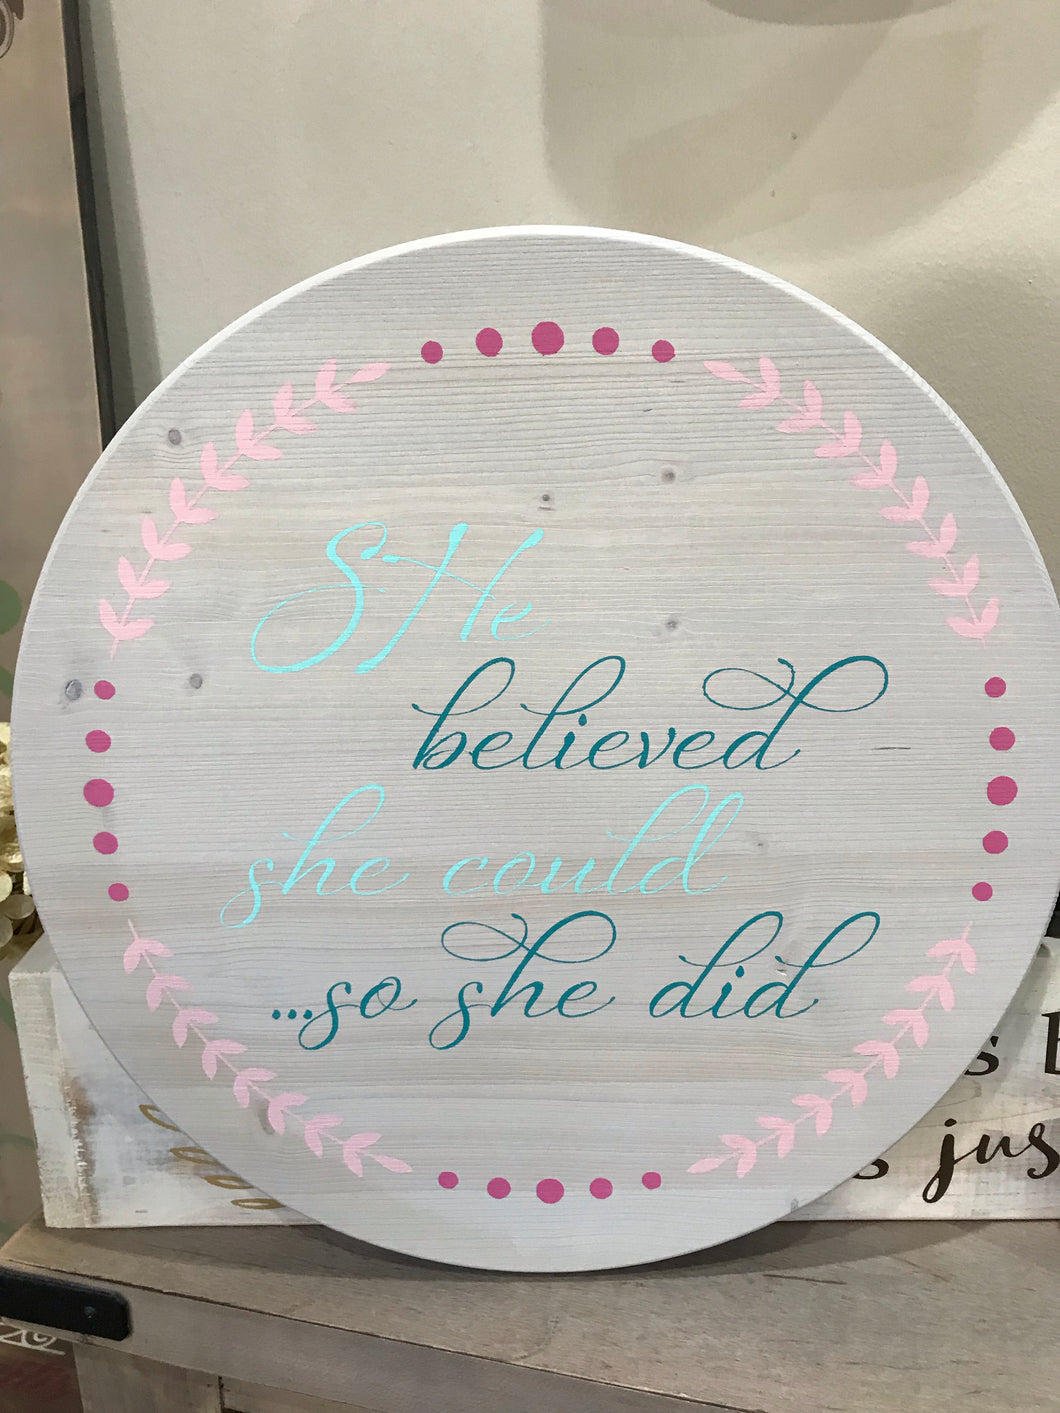 SHe
believed
she could
...so she did